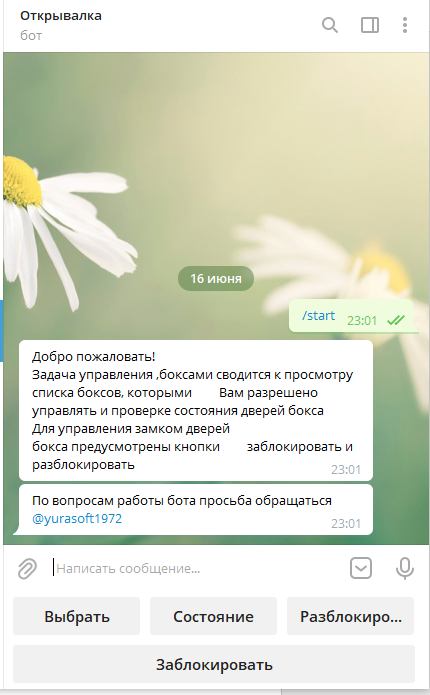 Открывалка
бот
16 июня
/start 23:01
Добро пожаловать!
Задача управления ,боксами сводится к просмотру
списка боксов, которыми Вам разрешено
управлять и проверке состояния дверей бокса
Для управления замком дверей
бокса предусмотрены кнопки заблокировать и
разблокировать
23:01
По вопросам работы бота просьба обращаться
@yurasoft1972
23:01
Написать сообщение...
Выбрать Состояние Разблокиро...
Заблокировать